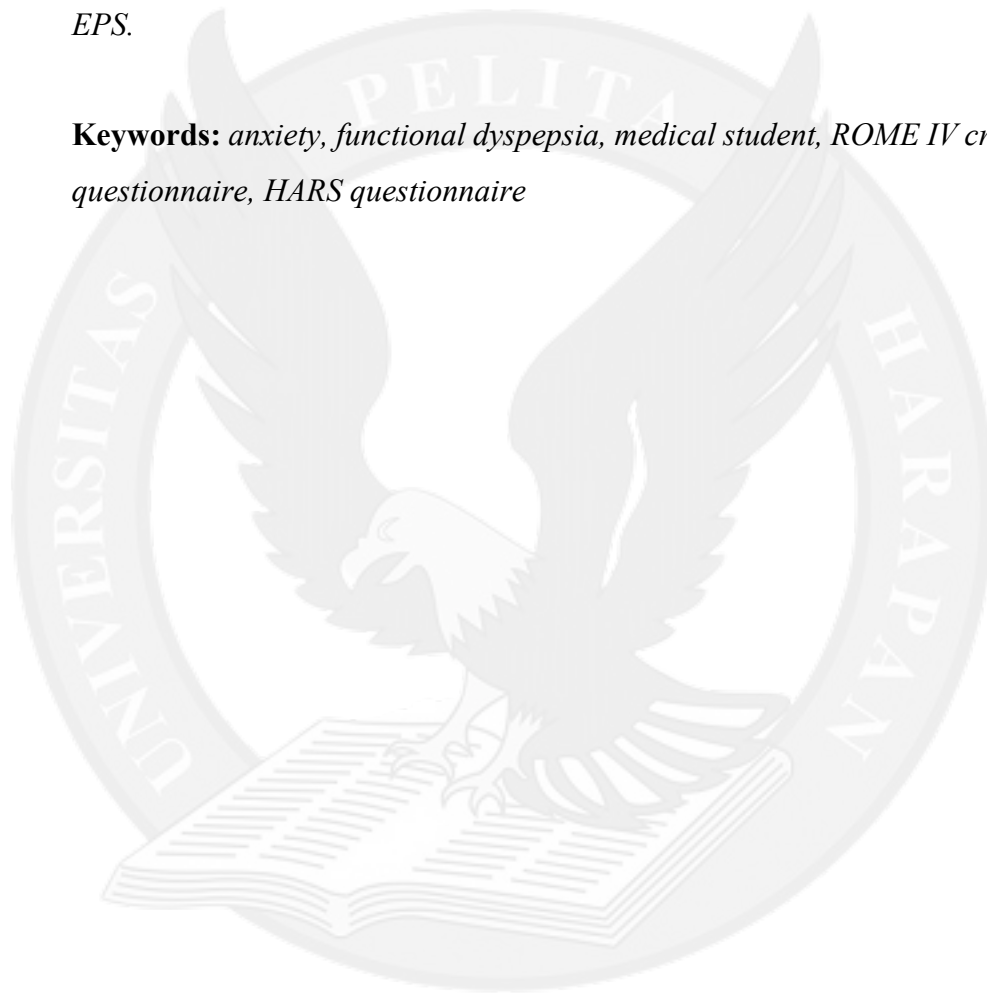 EPS.
Keywords: anxiety, functional dyspepsia, medical student, ROME IV
questionnaire, HARS questionnaire
UNIVERSITAS PELITA HARAPAN